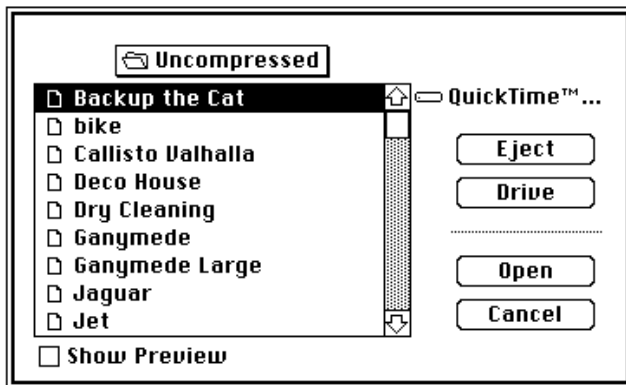 Uncompressed
Backup the Cat
bike
Callisto Valhalla
Deco House
Dry Cleaning
Ganymede
Ganymede Large
Jaguar
Jet
Show Preview
QuickTime™...
Eject
Drive
Open
Cancel